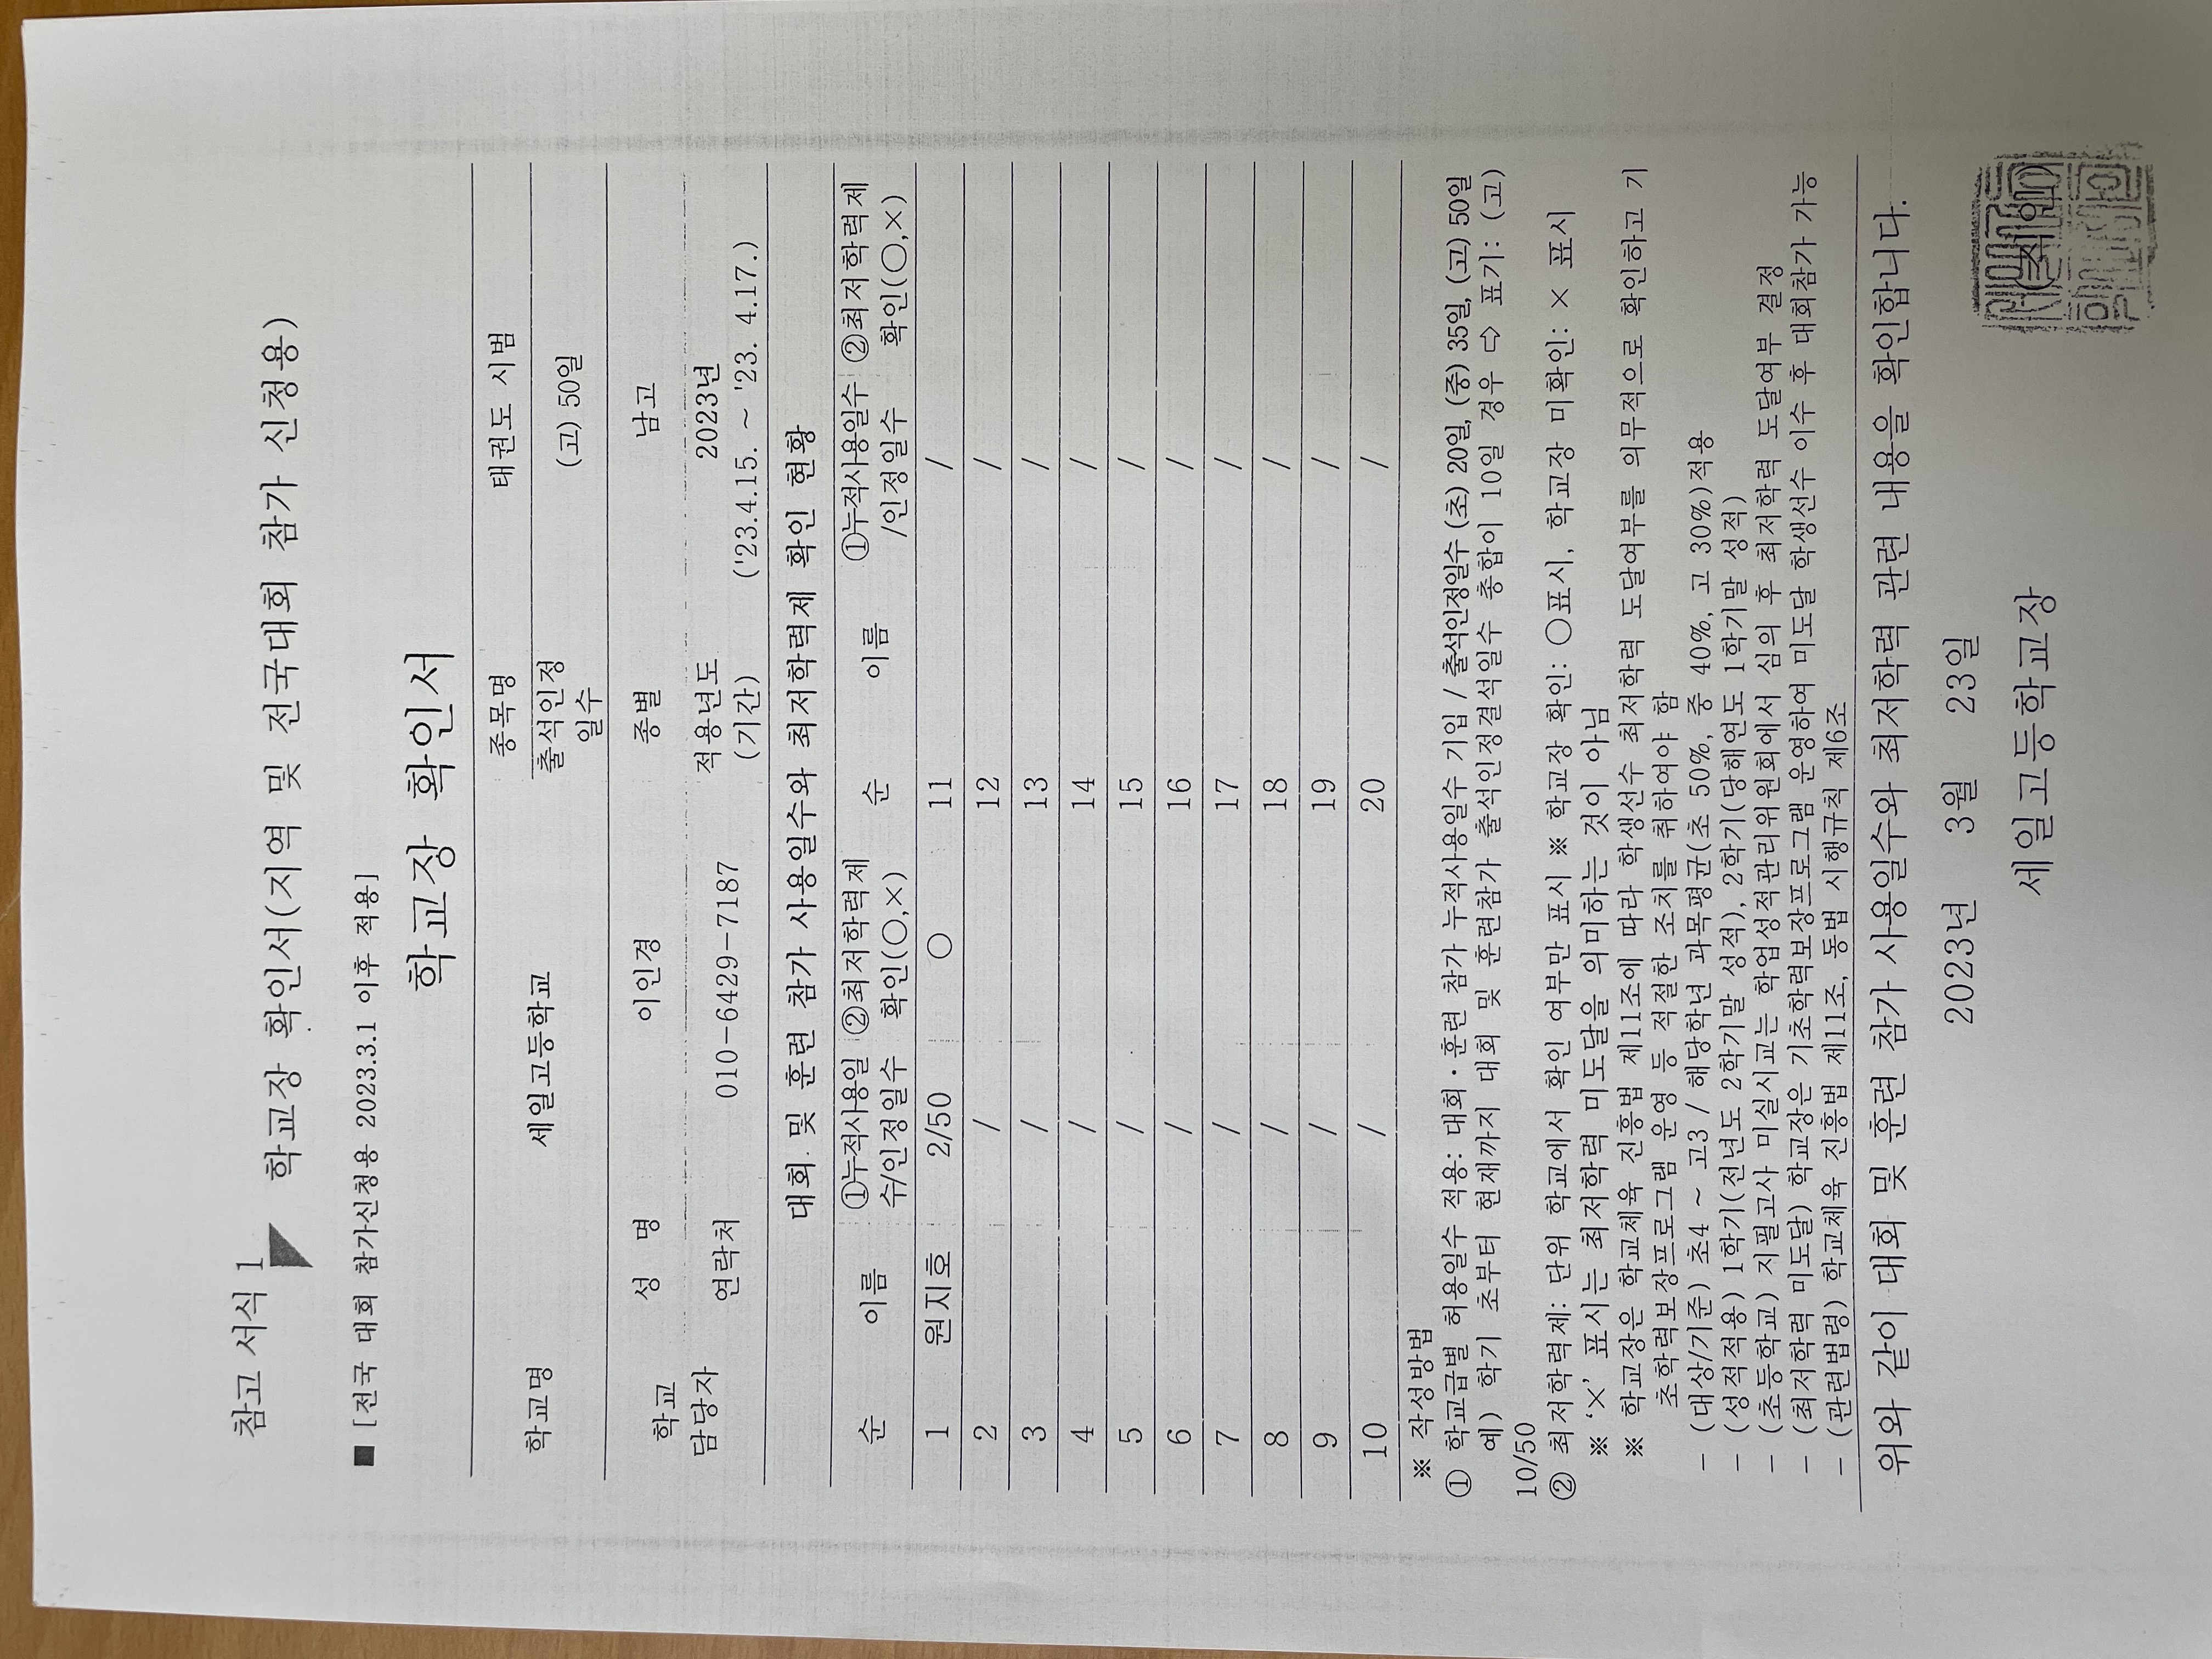 참고 서식 1
학교장 확인서(지역 및 전국대회 참가 신청용)
■ [전국 대회 참가신청용 2023.3.1 이후 적용]
학교장 확인서
학교명 세일고등학교 종목명 태권도 시범
출석인정일수 (고) 50일
학교 담당자 성 명 이인경 종별 남고
연락처 010-6429-7187 적용년도 (기간) 2023년
('23.4.15. ~ '23. 4.17.)
대회 및 훈련 참가 사용일수와 최저학력제 확인 현황
순 이름 ①누적사용일수/인정일수 ②최저학력제 확인(○,×) 순 이름 ①누적사용일수/인정일수 ②최저학력제 확인(○,×)
1 원지호 2/50 ○ 11 /
2 / 12 /
3 / 13 /
4 / 14 /
5 / 15 /
6 / 16 /
7 / 17 /
8 / 18 /
9 / 19 /
10 / 20 /
※ 작성방법
① 학교급별 허용일수 적용: 대회·훈련 참가 누적사용일수 기입 / 출석인정일수 (초) 20일, (중) 35일, (고) 50일
예) 학기 초부터 현재까지 대회 및 훈련참가 출석인정결석일수 총합이 10일 경우 ⇨ 표기: (고)
10/50
② 최저학력제: 단위 학교에서 확인 여부만 표시 ※ 학교장 확인: ○표시, 학교장 미확인: × 표시
※ '×' 표시는 최저학력 미도달을 의미하는 것이 아님
※ 학교장은 학교체육 진흥법 제11조에 따라 학생선수 최저학력 도달여부를 의무적으로 확인하고 기
초학력보장프로그램 운영 등 적절한 조치를 취하여야 함
- (대상/기준) 초4 ~ 고3 / 해당학년 과목평균(초 50%, 중 40%, 고 30%)적용
- (성적적용) 1학기(전년도 2학기말 성적), 2학기(당해연도 1학기말 성적)
- (초등학교) 지필고사 미실시교는 학업성적관리위원회에서 심의 후 최저학력 도달여부 결정
- (최저학력 미도달) 학교장은 기초학력보장프로그램 운영하여 미도달 학생선수 이수 후 대회참가 가능
- (관련법령) 학교체육 진흥법 제11조, 동법 시행규칙 제6조
위와 같이 대회 및 훈련 참가 사용일수와 최저학력 관련 내용을 확인합니다.
2023년 3월 23일
세일고등학교장 (직인)